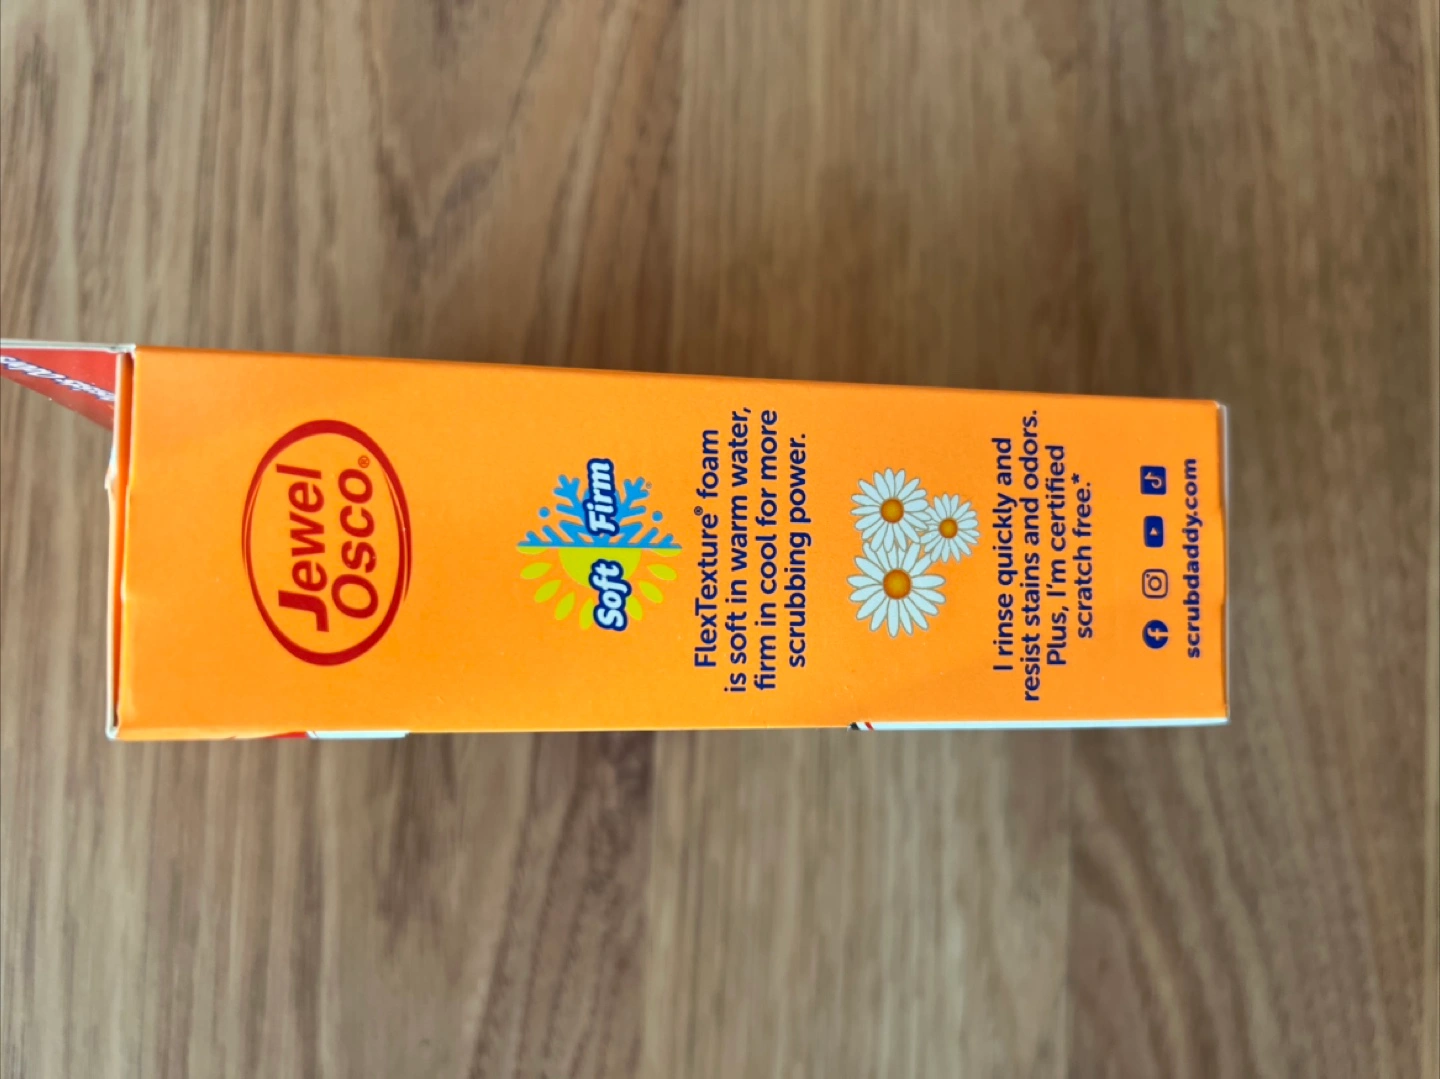 Jewel
Osco®
Soft Firm
FlexTexture® foam
is soft in warm water,
firm in cool for more
scrubbing power.
I rinse quickly and
resist stains and odors.
Plus, I'm certified
scratch free.*
scrubdaddy.com